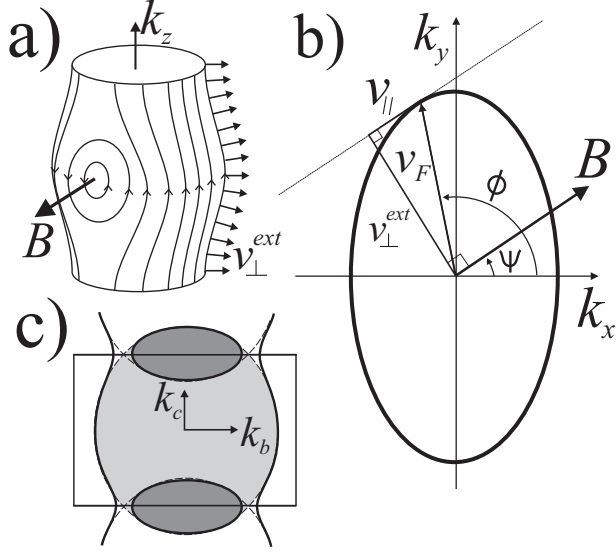 a)
k_z
B
v_⊥^ext
b)
k_y
v_//
v_F
v_⊥^ext
ϕ
B
Ψ
k_x
c)
k_c
k_b